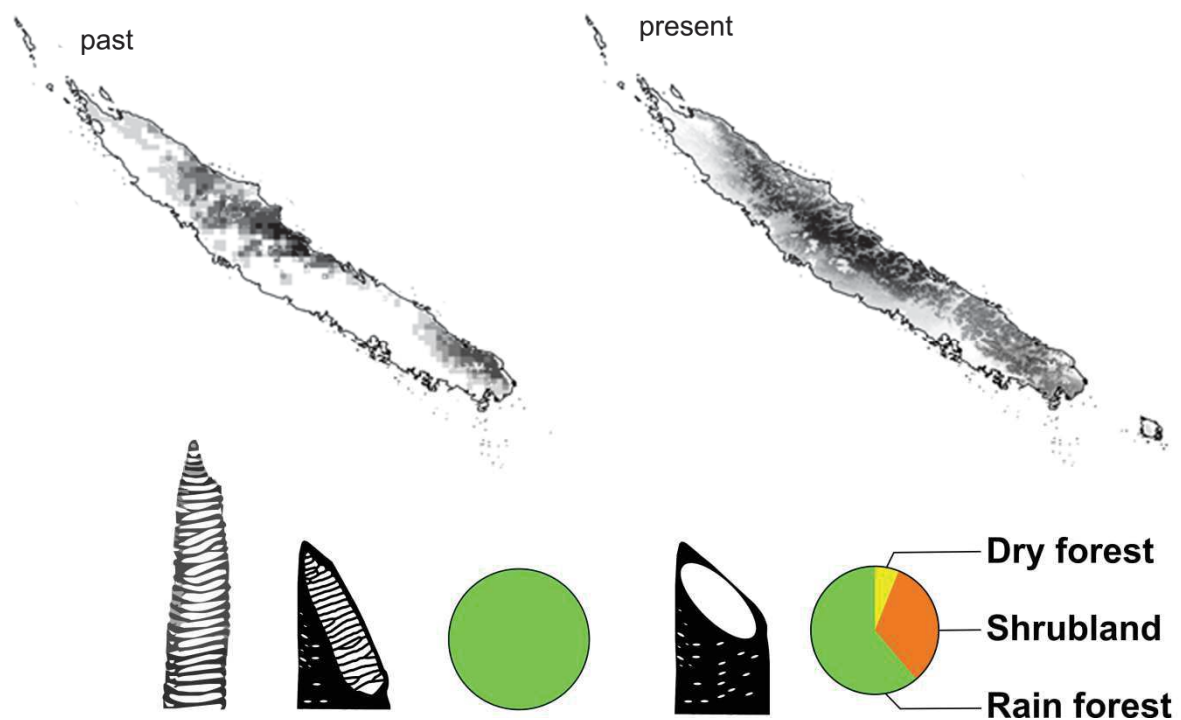 past
present
Dry forest
Shrubland
Rain forest